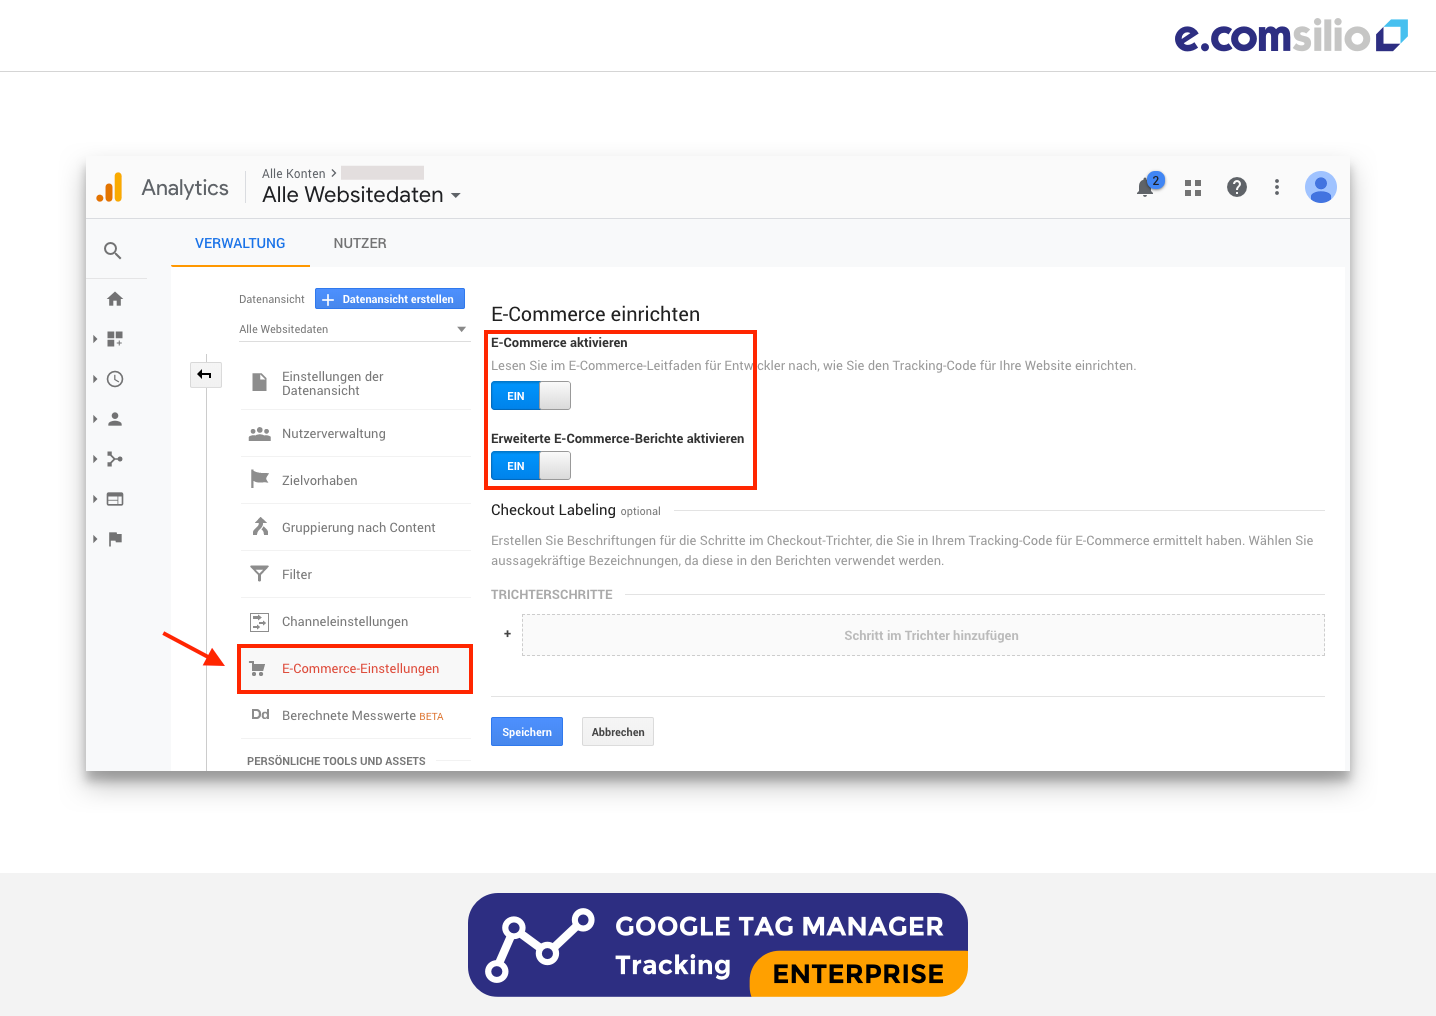 e.comsilio
Analytics
Alle Konten >
Alle Websitedaten
2
VERWALTUNG
NUTZER
Datenansicht
+ Datenansicht erstellen
Alle Websitedaten
Einstellungen der
Datenansicht
Nutzerverwaltung
Zielvorhaben
Gruppierung nach Content
Filter
Channeleinstellungen
E-Commerce-Einstellungen
Dd Berechnete Messwerte BETA
PERSÖNLICHE TOOLS UND ASSETS
E-Commerce einrichten
E-Commerce aktivieren
Lesen Sie im E-Commerce-Leitfaden für Entwickler nach, wie Sie den Tracking-Code für Ihre Website einrichten.
EIN
Erweiterte E-Commerce-Berichte aktivieren
EIN
Checkout Labeling optional
Erstellen Sie Beschriftungen für die Schritte im Checkout-Trichter, die Sie in Ihrem Tracking-Code für E-Commerce ermittelt haben. Wählen Sie
aussagekräftige Bezeichnungen, da diese in den Berichten verwendet werden.
TRICHTERSCHRITTE
+ Schritt im Trichter hinzufügen
Speichern
Abbrechen
GOOGLE TAG MANAGER
Tracking
ENTERPRISE